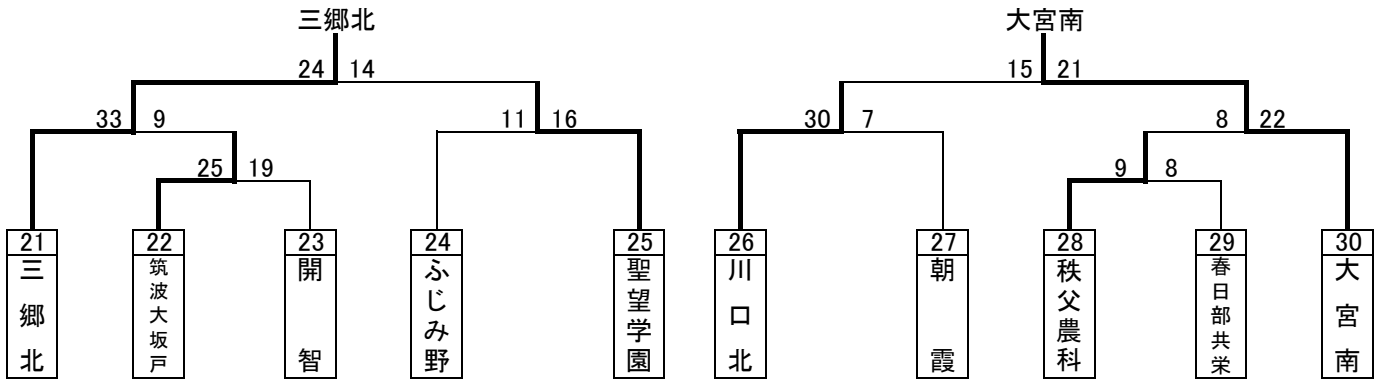 三郷北 大宮南
24 14 15 21
33 9 11 16 30 7 8 22
25 19 9 8
21 22 23 24 25 26 27 28 29 30
三郷北
筑波大坂戸
開智
ふじみ野
聖望学園
川口北
朝霞
秩父農科
春日部共栄
大宮南